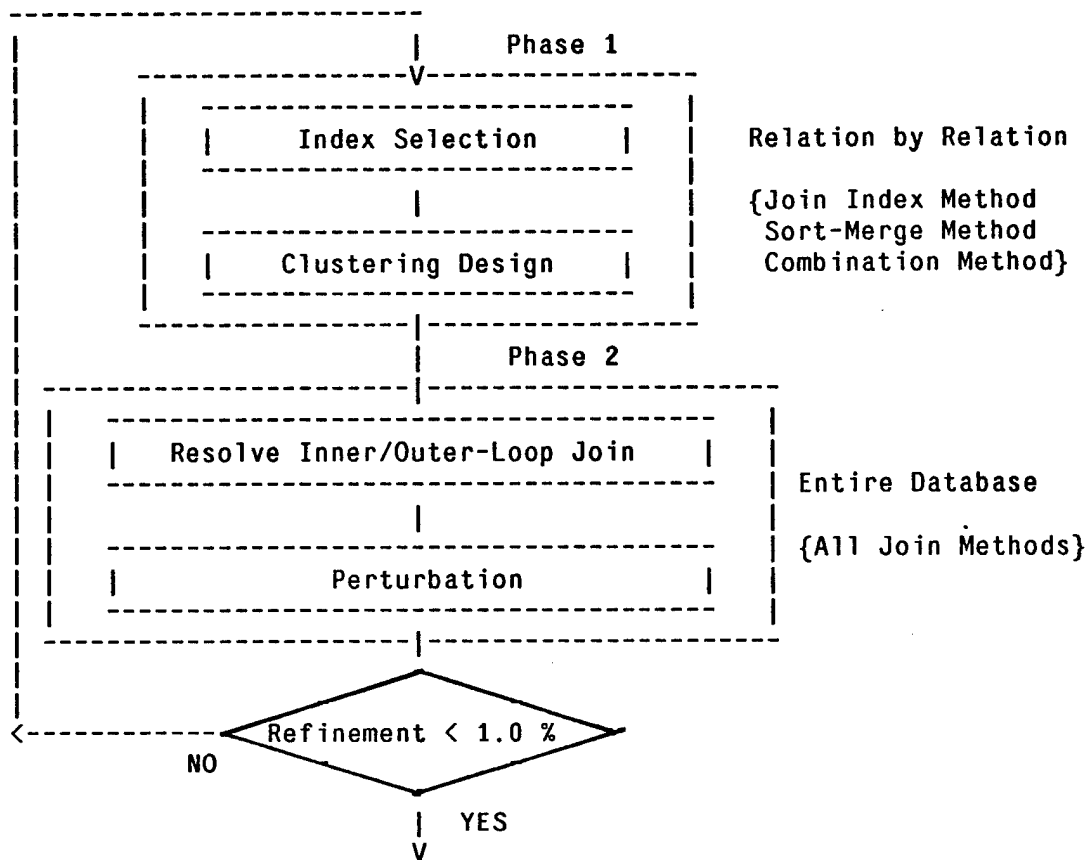 Phase 1
Index Selection
Relation by Relation
{Join Index Method
Sort-Merge Method
Clustering Design
Combination Method}
Phase 2
Resolve Inner/Outer-Loop Join
Entire Database
{All Join Methods}
Perturbation
Refinement < 1.0 %
NO
YES